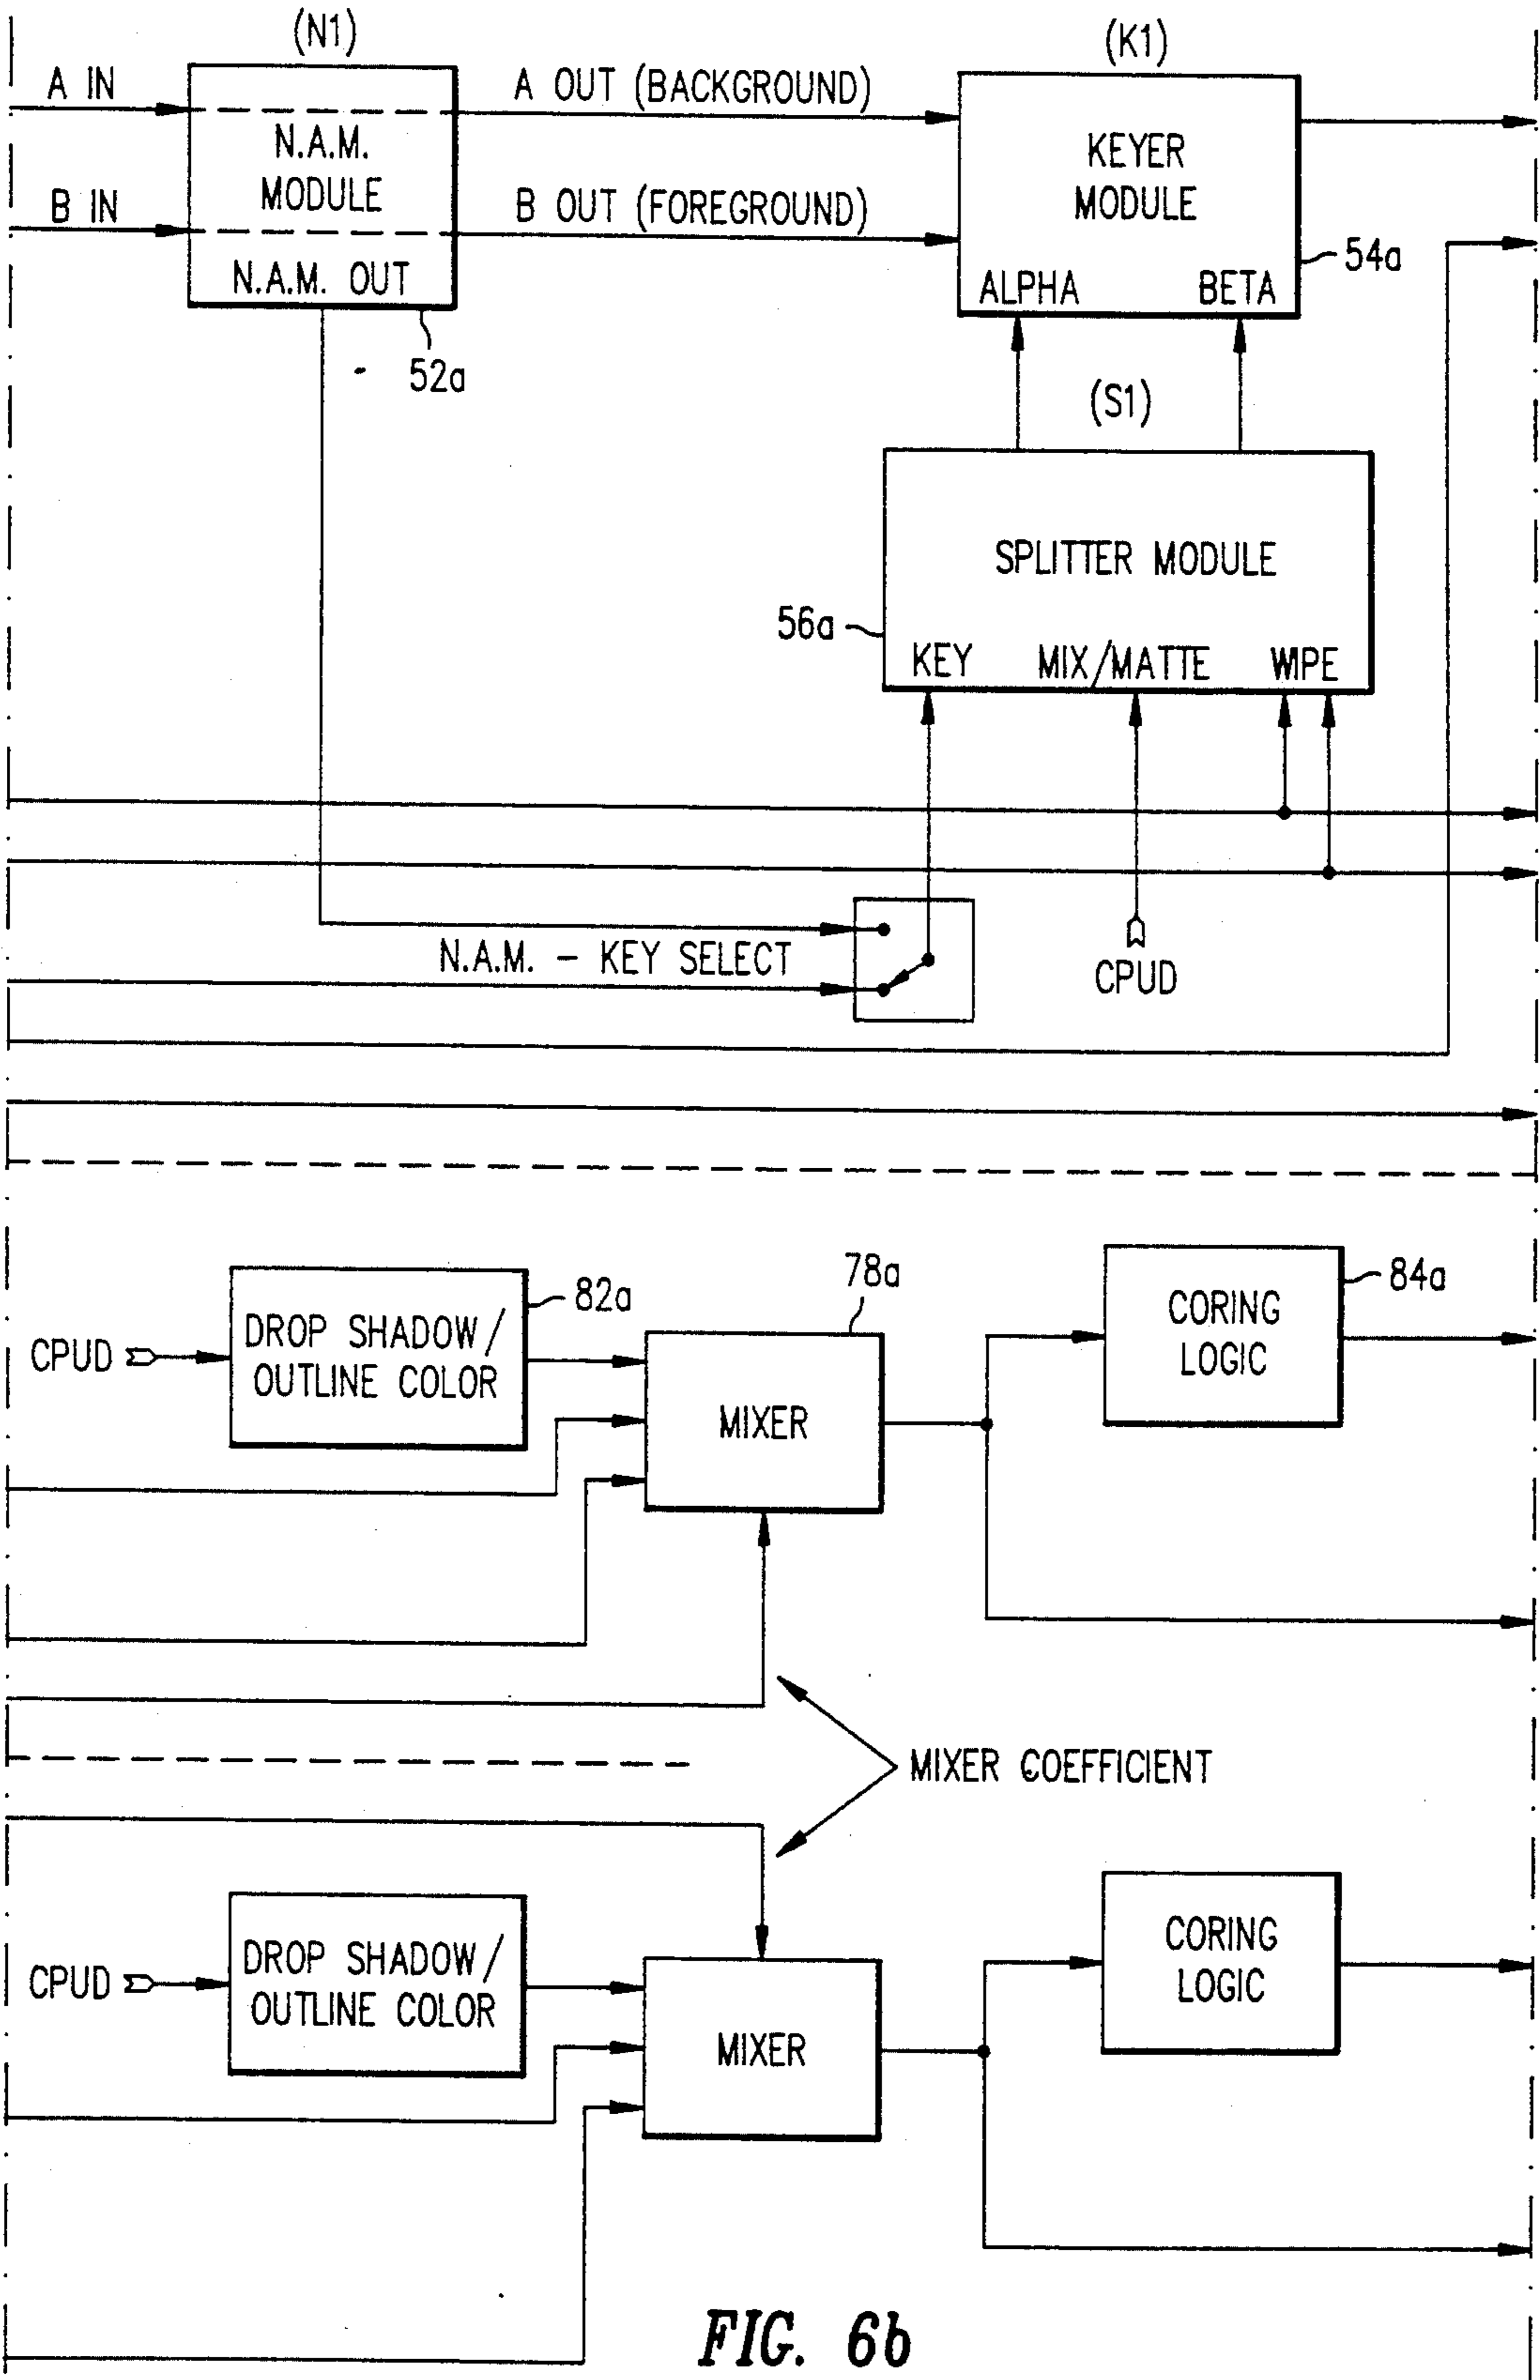 (N1)
(K1)
A IN
A OUT (BACKGROUND)
N.A.M.
MODULE
KEYER
MODULE
B IN
B OUT (FOREGROUND)
54a
N.A.M. OUT
ALPHA
BETA
52a
(S1)
SPLITTER MODULE
56a
KEY
MIX/MATTE
WIPE
N.A.M. - KEY SELECT
CPUD
78a
84a
82a
CPUD
DROP SHADOW/
OUTLINE COLOR
MIXER
CORING
LOGIC
MIXER COEFFICIENT
CPUD
DROP SHADOW/
OUTLINE COLOR
MIXER
CORING
LOGIC
FIG. 6b